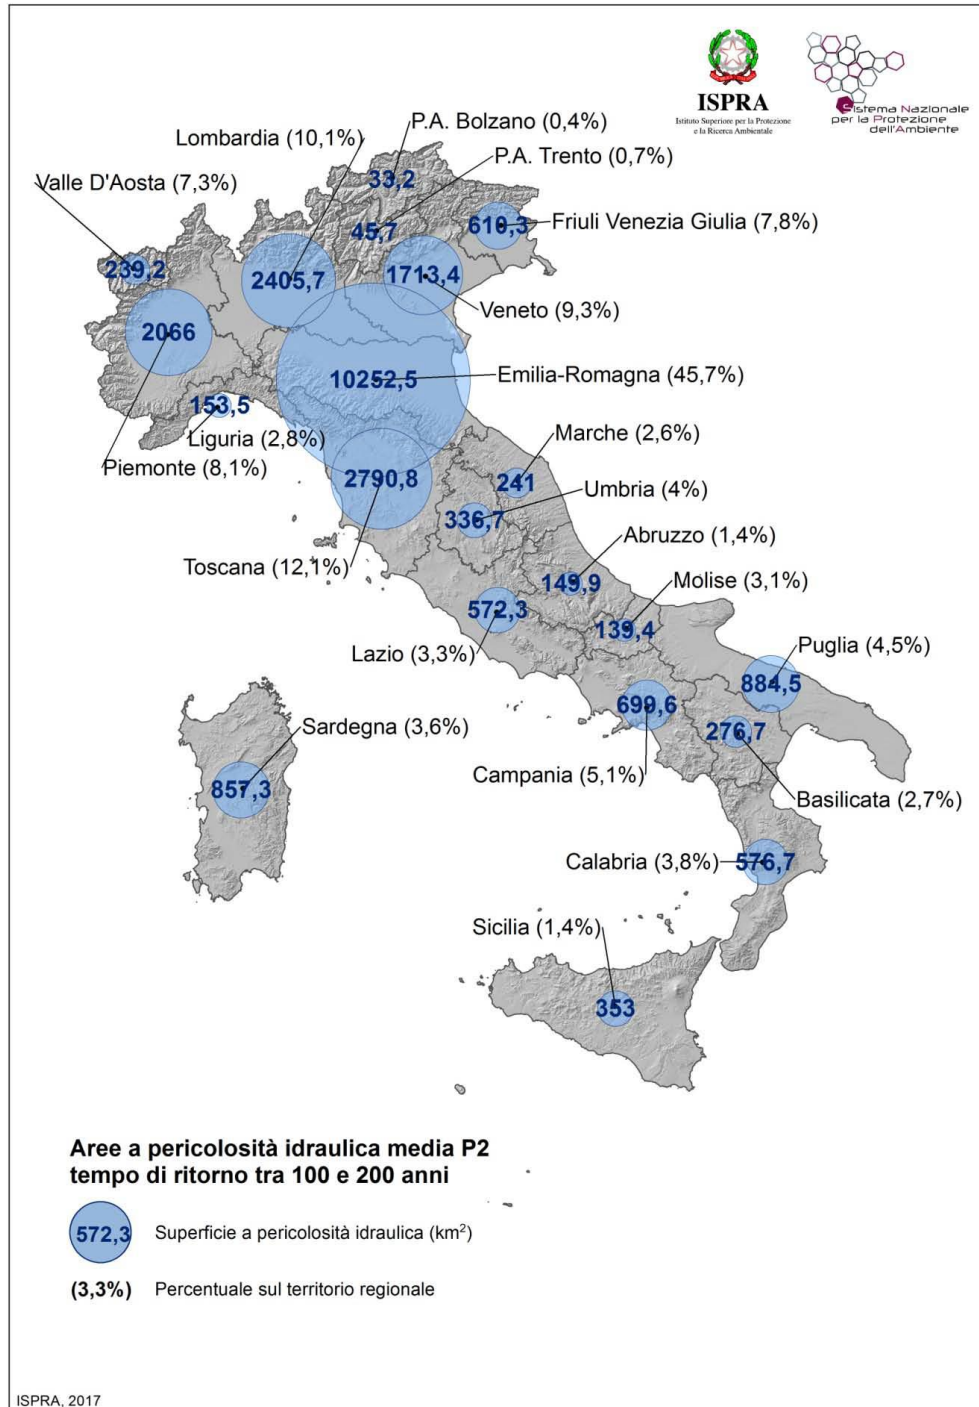 ISPRA
Istituto Superiore per la Protezione
e la Ricerca Ambientale
Sistema Nazionale
per la Protezione
dell'Ambiente
P.A. Bolzano (0,4%)
33,2
Lombardia (10,1%)
2405,7
P.A. Trento (0,7%)
45,7
Valle D'Aosta (7,3%)
239,2
Friuli Venezia Giulia (7,8%)
610,3
1713,4
Veneto (9,3%)
2066
10252,5
Emilia-Romagna (45,7%)
153,5
Liguria (2,8%)
Piemonte (8,1%)
Marche (2,6%)
241
2790,8
Toscana (12,1%)
Umbria (4%)
336,7
Abruzzo (1,4%)
149,9
Molise (3,1%)
139,4
572,3
Lazio (3,3%)
Puglia (4,5%)
884,5
699,6
Campania (5,1%)
276,7
Basilicata (2,7%)
Sardegna (3,6%)
857,3
Calabria (3,8%)
576,7
Sicilia (1,4%)
353
Aree a pericolosità idraulica media P2
tempo di ritorno tra 100 e 200 anni
572,3 Superficie a pericolosità idraulica (km²)
(3,3%) Percentuale sul territorio regionale
ISPRA, 2017